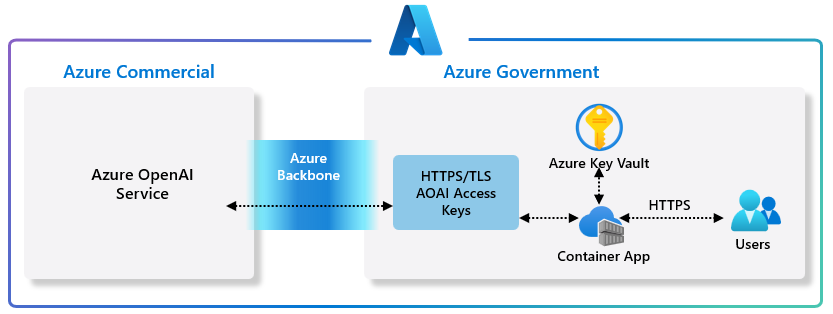 Azure Commercial
Azure Government
Azure OpenAI
Service
Azure
Backbone
HTTPS/TLS
AOAI Access
Keys
Azure Key Vault
Container App
HTTPS
Users